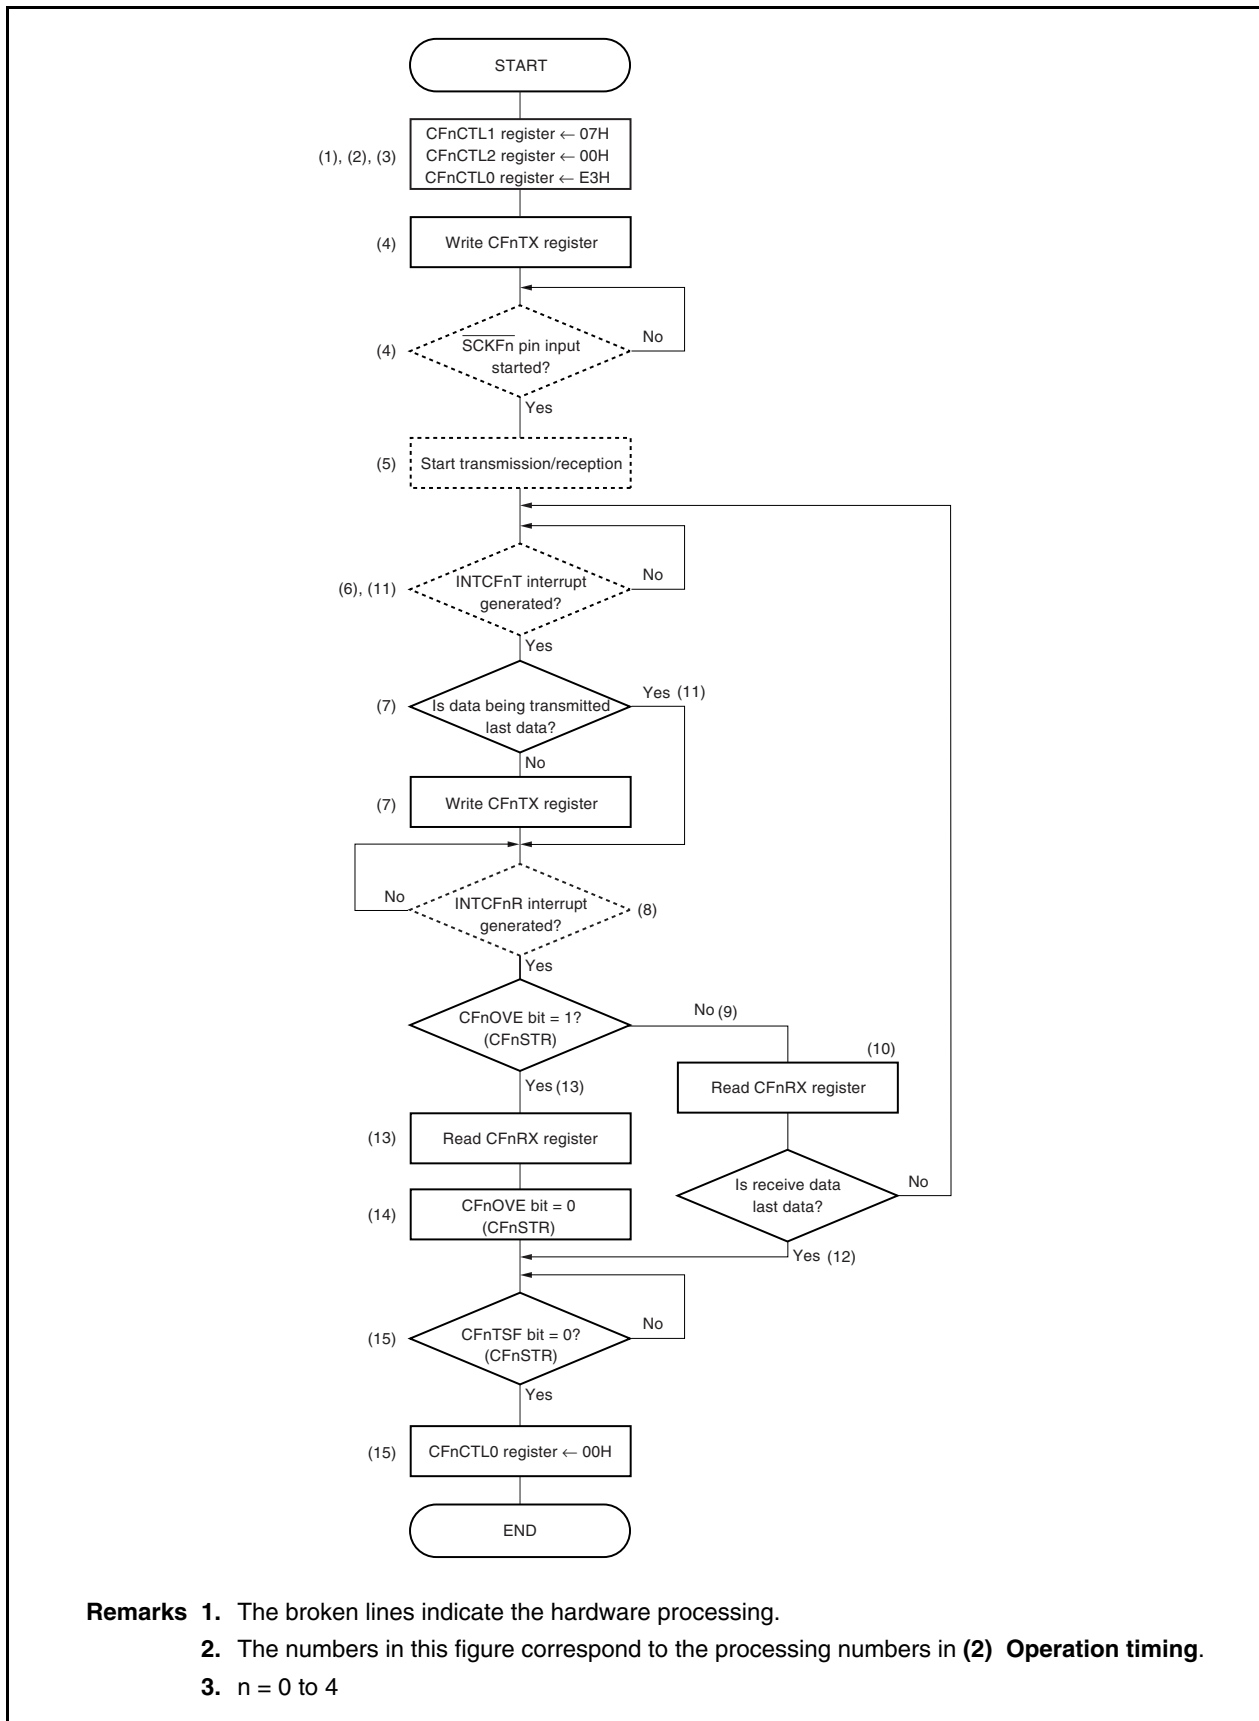 START
(1), (2), (3)
CFnCTL1 register ← 07H
CFnCTL2 register ← 00H
CFnCTL0 register ← E3H
(4)
Write CFnTX register
(4)
SCKFn pin input
started?
No
Yes
(5)
Start transmission/reception
(6), (11)
INTCFnT interrupt
generated?
No
Yes
(7)
Is data being transmitted
last data?
Yes (11)
No
(7)
Write CFnTX register
No
INTCFnR interrupt
generated?
(8)
Yes
CFnOVE bit = 1?
(CFnSTR)
No (9)
(10)
Read CFnRX register
Yes (13)
(13)
Read CFnRX register
Is receive data
last data?
No
(14)
CFnOVE bit = 0
(CFnSTR)
Yes (12)
(15)
CFnTSF bit = 0?
(CFnSTR)
No
Yes
(15)
CFnCTL0 register ← 00H
END
Remarks 1. The broken lines indicate the hardware processing.
2. The numbers in this figure correspond to the processing numbers in (2) Operation timing.
3. n = 0 to 4